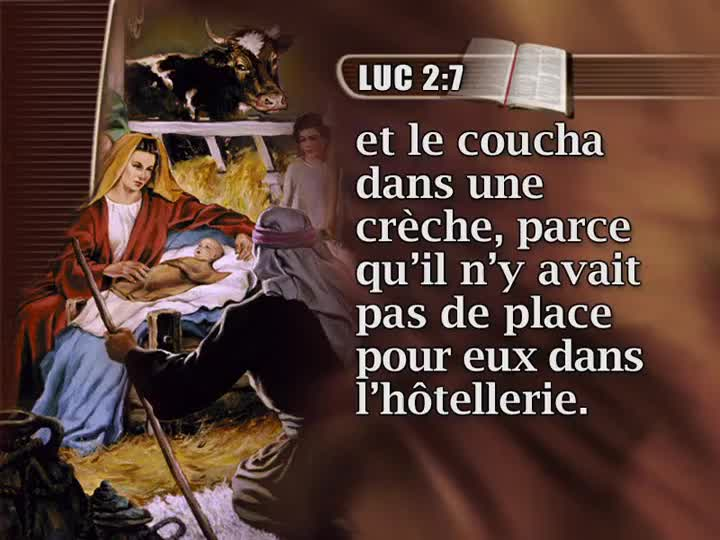 LUC 2:7
et le coucha
dans une
crèche, parce
qu’il n’y avait
pas de place
pour eux dans
l’hôtellerie.